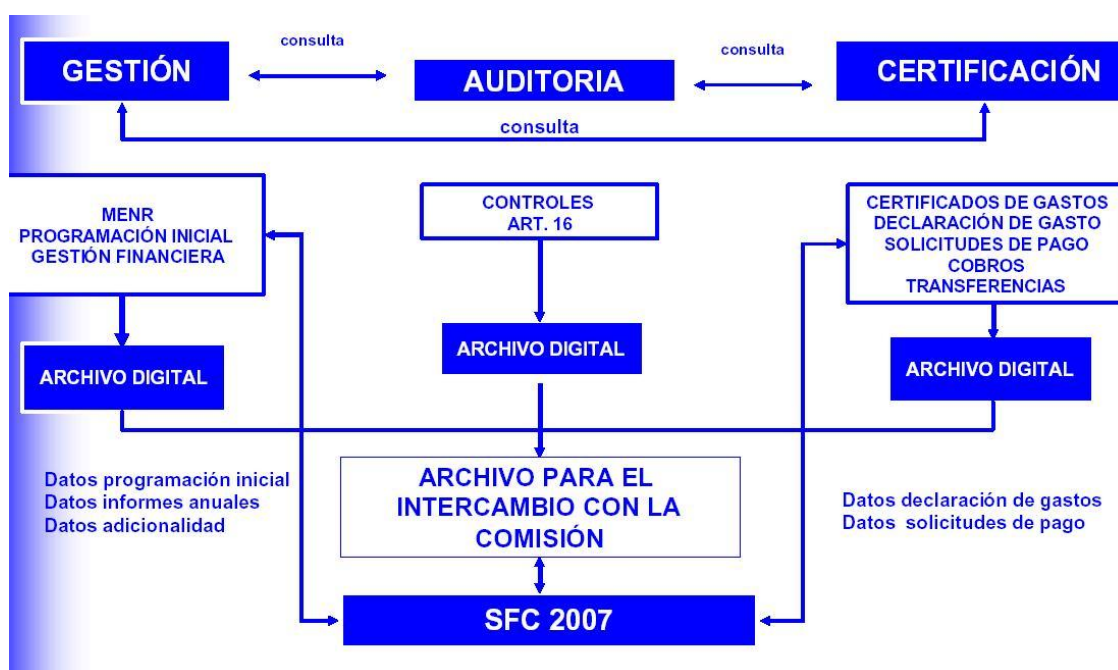 consulta
consulta
GESTIÓN
AUDITORIA
CERTIFICACIÓN
consulta
MENR
PROGRAMACIÓN INICIAL
GESTIÓN FINANCIERA
CONTROLES
ART. 16
CERTIFICADOS DE GASTOS
DECLARACIÓN DE GASTO
SOLICITUDES DE PAGO
COBROS
TRANSFERENCIAS
ARCHIVO DIGITAL
ARCHIVO DIGITAL
ARCHIVO DIGITAL
Datos programación inicial
Datos informes anuales
Datos adicionalidad
ARCHIVO PARA EL
INTERCAMBIO CON LA
COMISIÓN
Datos declaración de gastos
Datos solicitudes de pago
SFC 2007